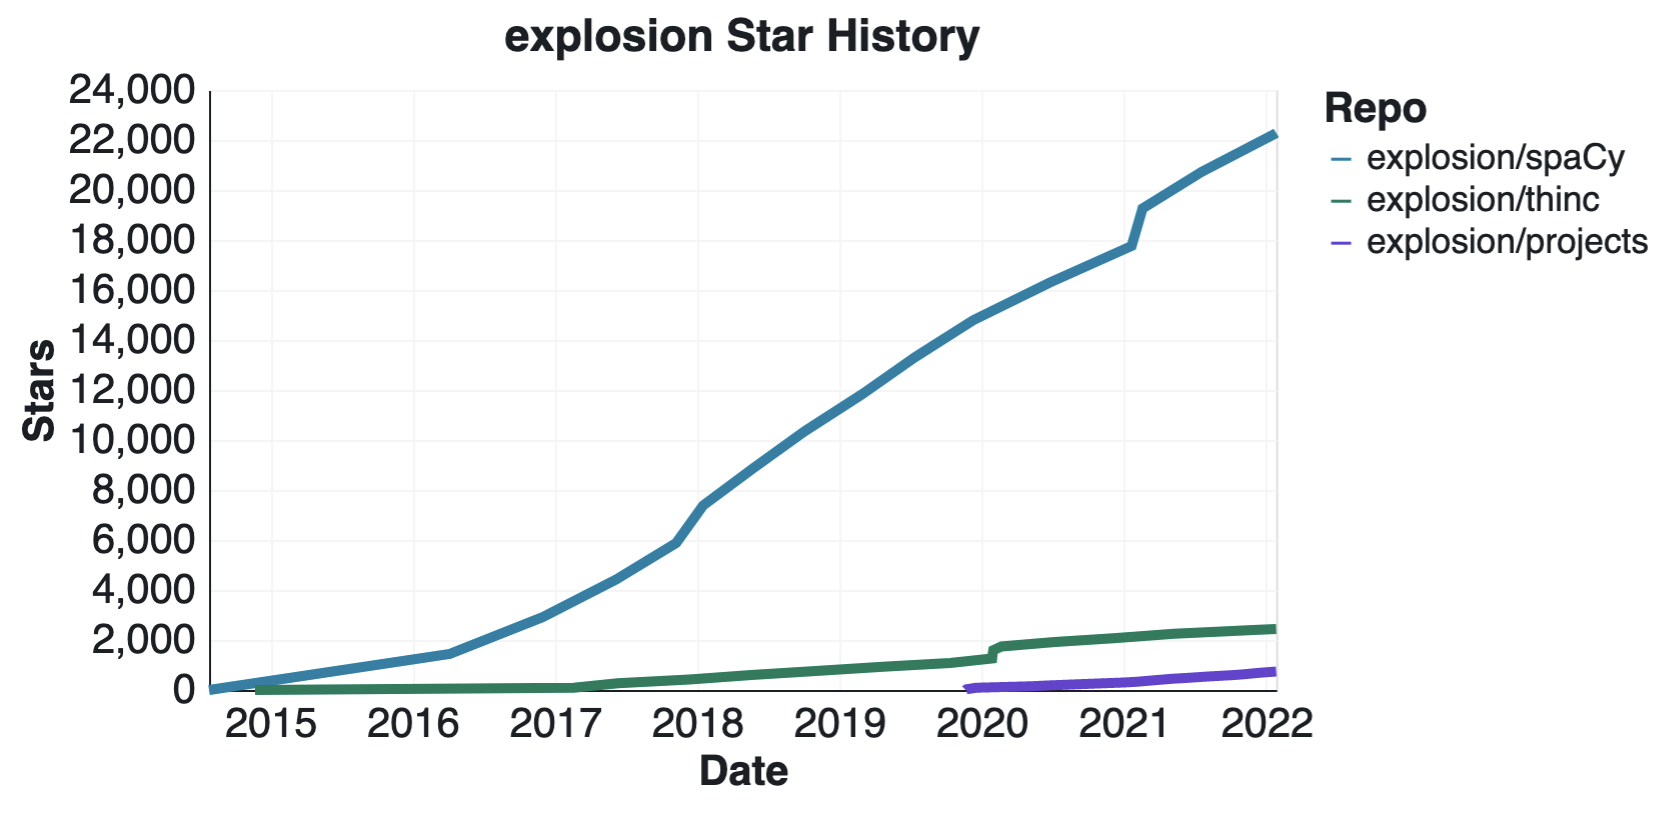 explosion Star History
24,000
22,000
20,000
18,000
16,000
14,000
12,000
10,000
8,000
6,000
4,000
2,000
0
Stars
2015 2016 2017 2018 2019 2020 2021 2022
Date
Repo
explosion/spaCy
explosion/thinc
explosion/projects